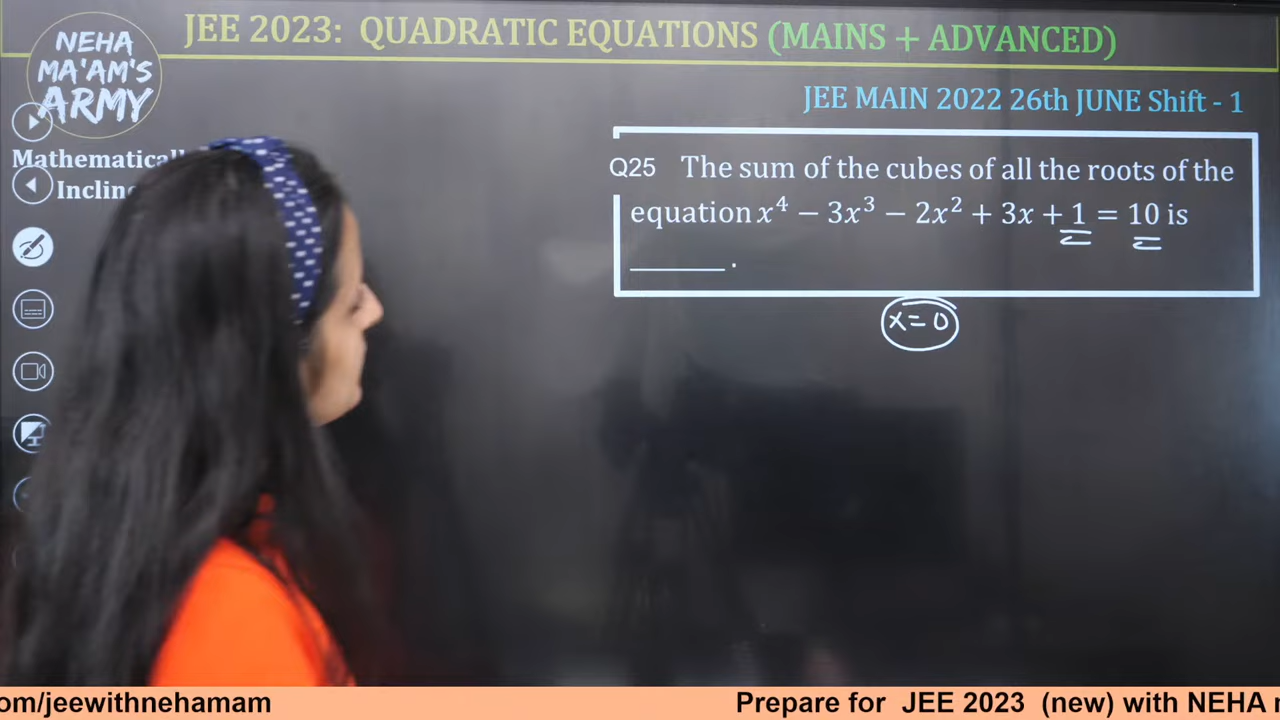 JEE 2023: QUADRATIC EQUATIONS (MAINS + ADVANCED)
NEHA
MA'AM'S
ARMY
JEE MAIN 2022 26th JUNE Shift - 1
Q25 The sum of the cubes of all the roots of the
equation x⁴ − 3x³ − 2x² + 3x + 1 = 10 is
______ .
x = 0
om/jeewithnehamam
Prepare for JEE 2023 (new) with NEHA